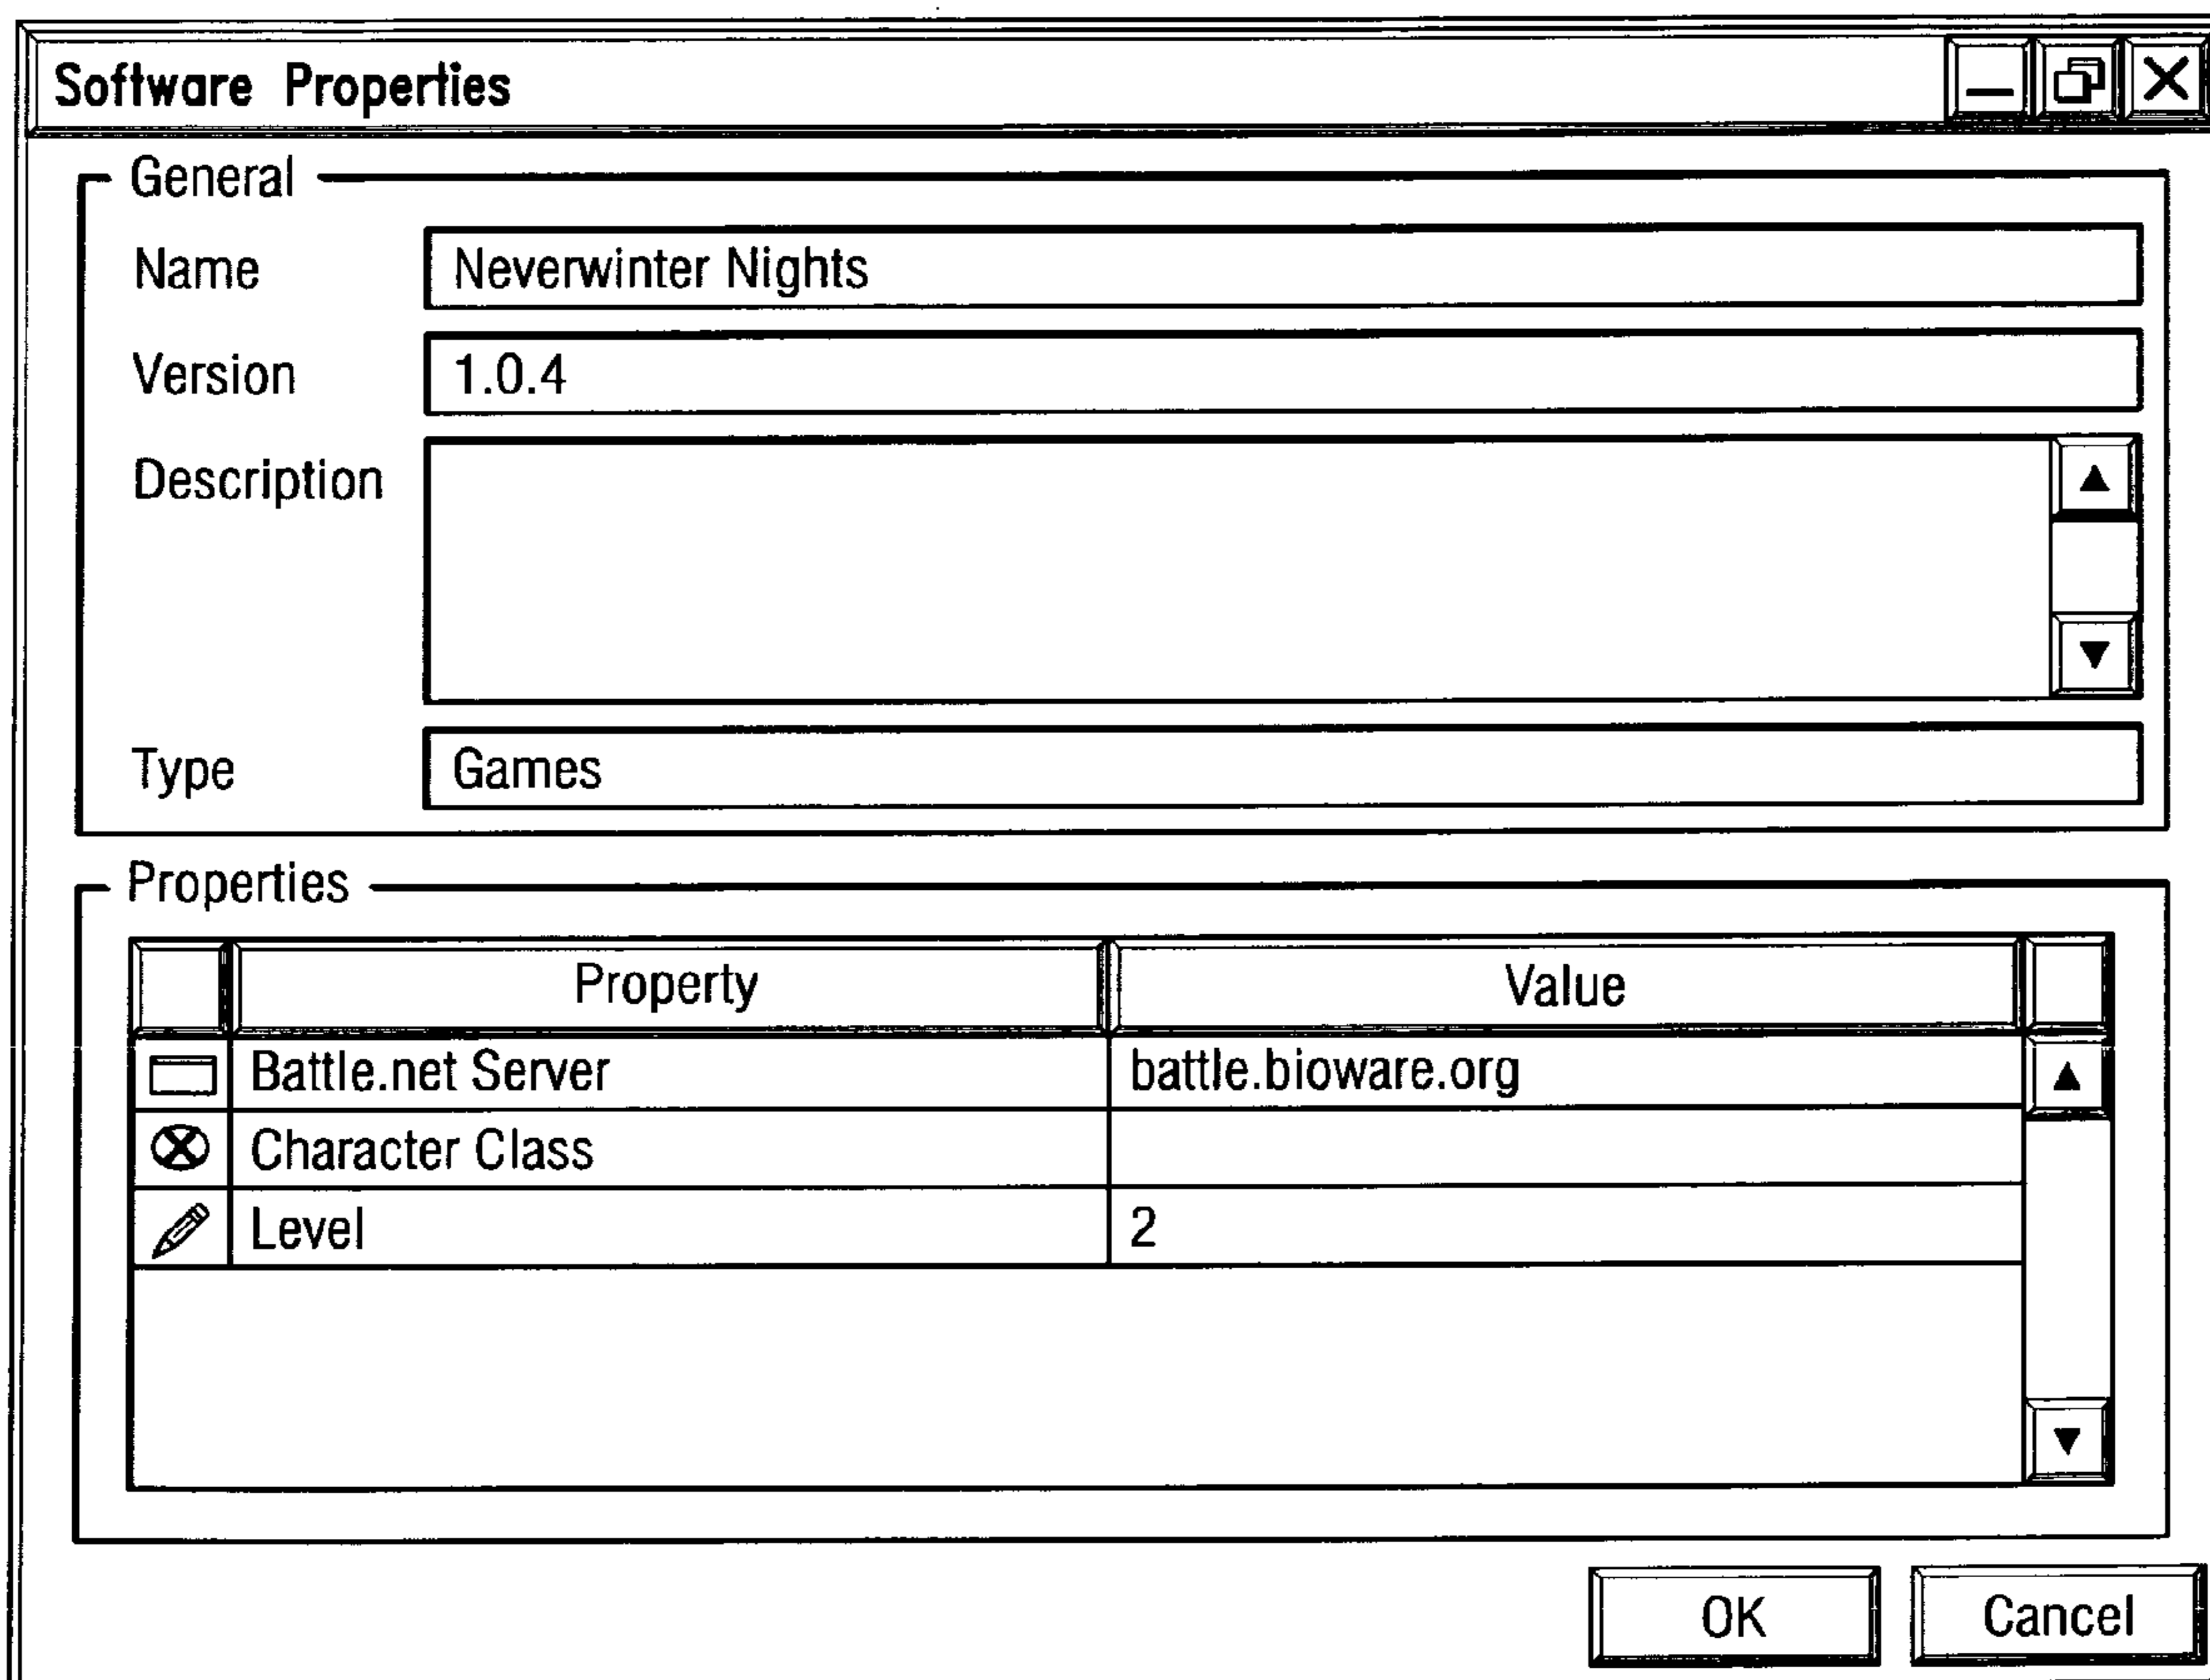 Software Properties
General
Name Neverwinter Nights
Version 1.0.4
Description
Type Games
Properties
Property Value
Battle.net Server battle.bioware.org
Character Class
Level 2
OK Cancel